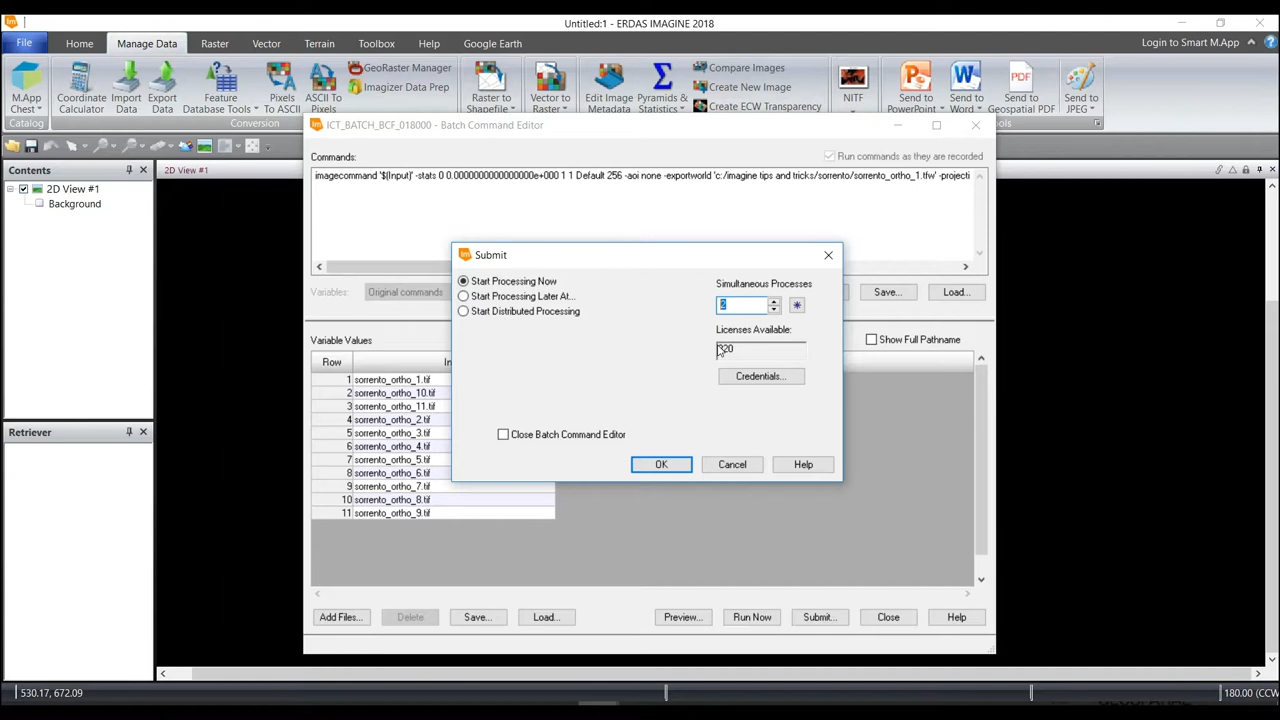 Untitled:1 - ERDAS IMAGINE 2018
File Home Manage Data Raster Vector Terrain Toolbox Help Google Earth Login to Smart M.App
M.App Chest Coordinate Calculator Import Data Export Data Feature Database Tools Pixels To ASCII ASCII To Pixels GeoRaster Manager Imagizer Data Prep Raster to Shapefile Vector to Raster Edit Image Metadata Pyramids & Statistics Compare Images Create New Image Create ECW Transparency NITF Send to PowerPoint Send to Word Send to Geospatial PDF Send to JPEG
Catalog Conversion
Contents
2D View #1
Background
2D View #1
Retriever
ICT_BATCH_BCF_018000 - Batch Command Editor
Commands: Run commands as they are recorded
imagecommand '$(Input)' -stats 0 0.0000000000000000e+000 1 1 Default 256 -aoi none -exportworld 'c:/imagine tips and tricks/sorrento/sorrento_ortho_1.tfw' -projecti
Variables: Original commands Save... Load...
Variable Values Show Full Pathname
Row
1 sorrento_ortho_1.tif
2 sorrento_ortho_10.tif
3 sorrento_ortho_11.tif
4 sorrento_ortho_2.tif
5 sorrento_ortho_3.tif
6 sorrento_ortho_4.tif
7 sorrento_ortho_5.tif
8 sorrento_ortho_6.tif
9 sorrento_ortho_7.tif
10 sorrento_ortho_8.tif
11 sorrento_ortho_9.tif
Add Files... Delete Save... Load... Preview... Run Now Submit... Close Help
Submit
Start Processing Now
Start Processing Later At...
Start Distributed Processing
Simultaneous Processes
2
Licenses Available:
Credentials...
Close Batch Command Editor
OK Cancel Help
530.17, 672.09
180.00 (CCW